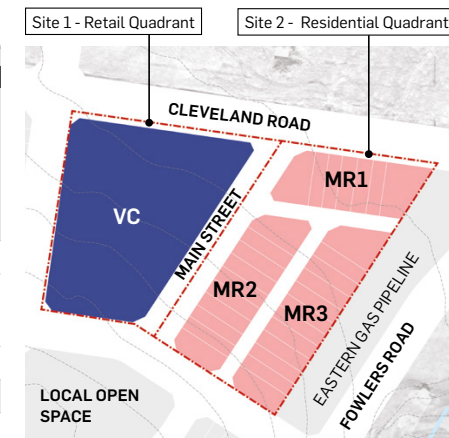 Site 1 - Retail Quadrant
Site 2 - Residential Quadrant
CLEVELAND ROAD
MR1
VC
MAIN STREET
MR2
MR3
EASTERN GAS PIPELINE
FOWLERS ROAD
LOCAL OPEN
SPACE